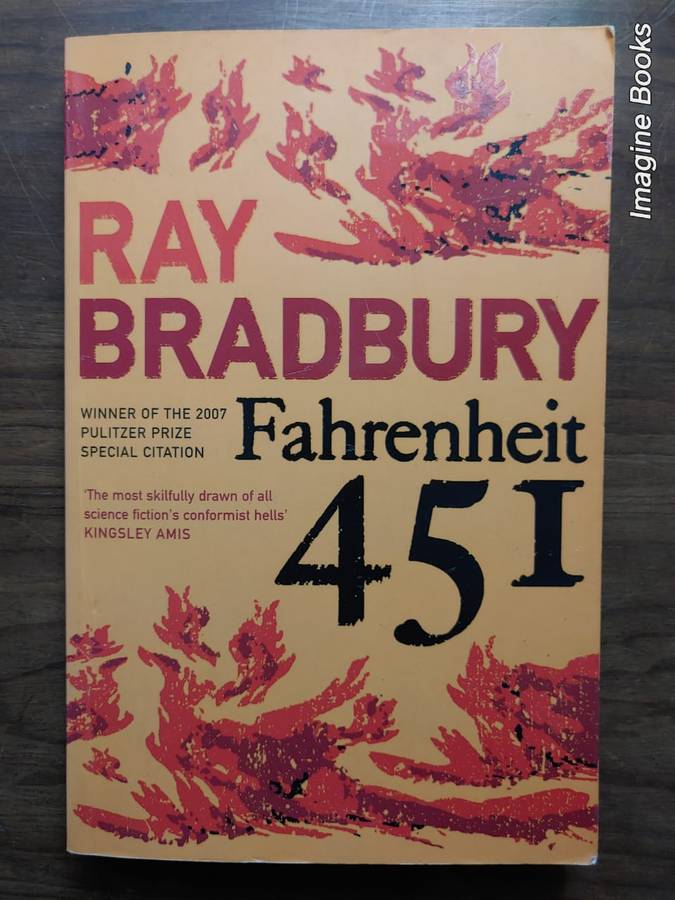 RAY
BRADBURY
WINNER OF THE 2007
PULITZER PRIZE
SPECIAL CITATION
Fahrenheit
451
'The most skilfully drawn of all
science fiction's conformist hells'
KINGSLEY AMIS
Imagine Books